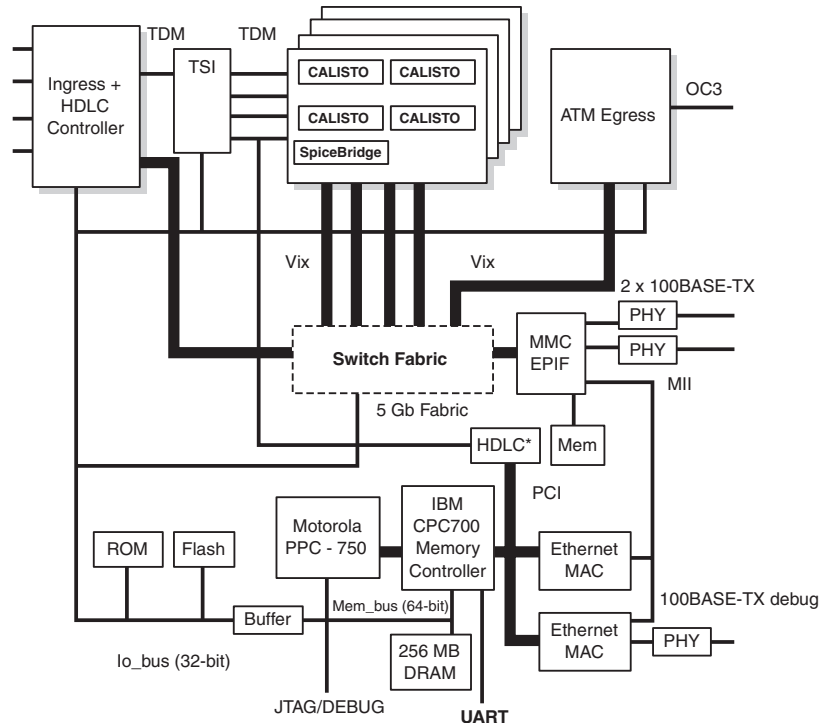 TDM
TDM
Ingress +
HDLC
Controller
TSI
CALISTO
CALISTO
CALISTO
CALISTO
SpiceBridge
ATM Egress
OC3
Vix
Vix
2 x 100BASE-TX
PHY
PHY
MMC
EPIF
Switch Fabric
MII
5 Gb Fabric
HDLC*
Mem
PCI
IBM
CPC700
Memory
Controller
Motorola
PPC - 750
ROM
Flash
Ethernet
MAC
100BASE-TX debug
Mem_bus (64-bit)
Buffer
Ethernet
MAC
PHY
256 MB
DRAM
Io_bus (32-bit)
JTAG/DEBUG
UART